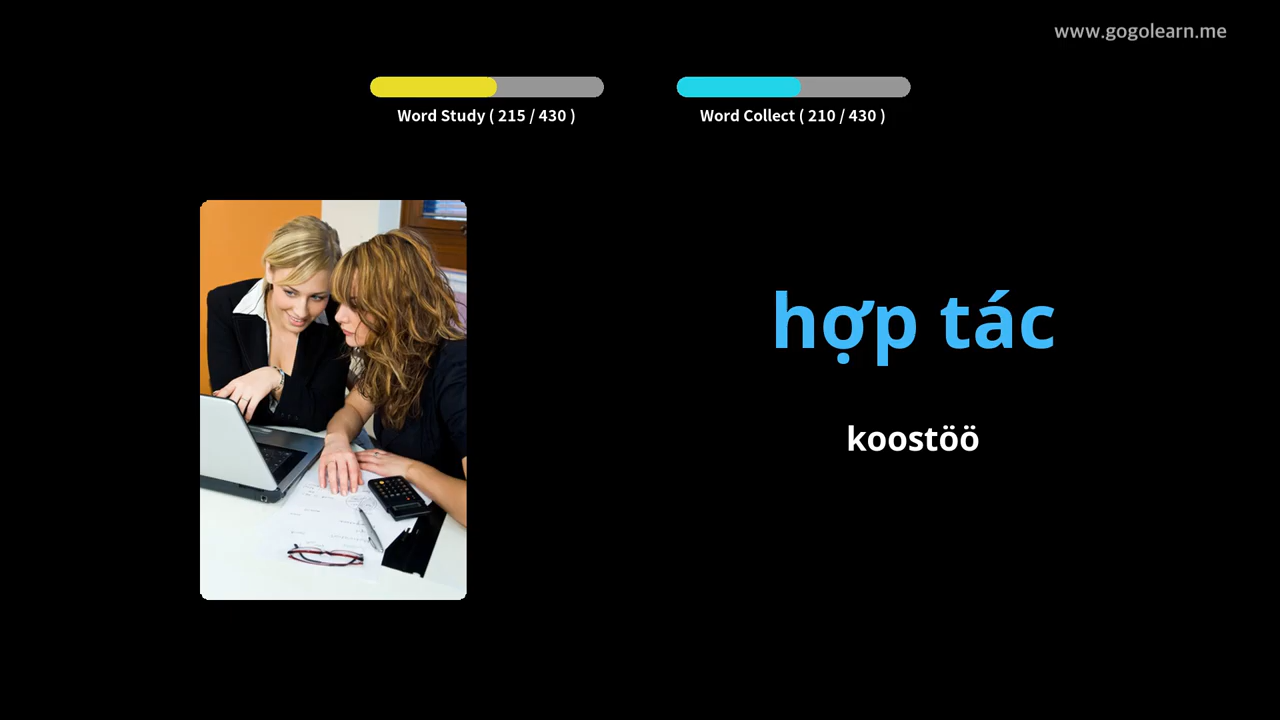 www.gogolearn.me
Word Study ( 215 / 430 )
Word Collect ( 210 / 430 )
hợp tác
koostöö